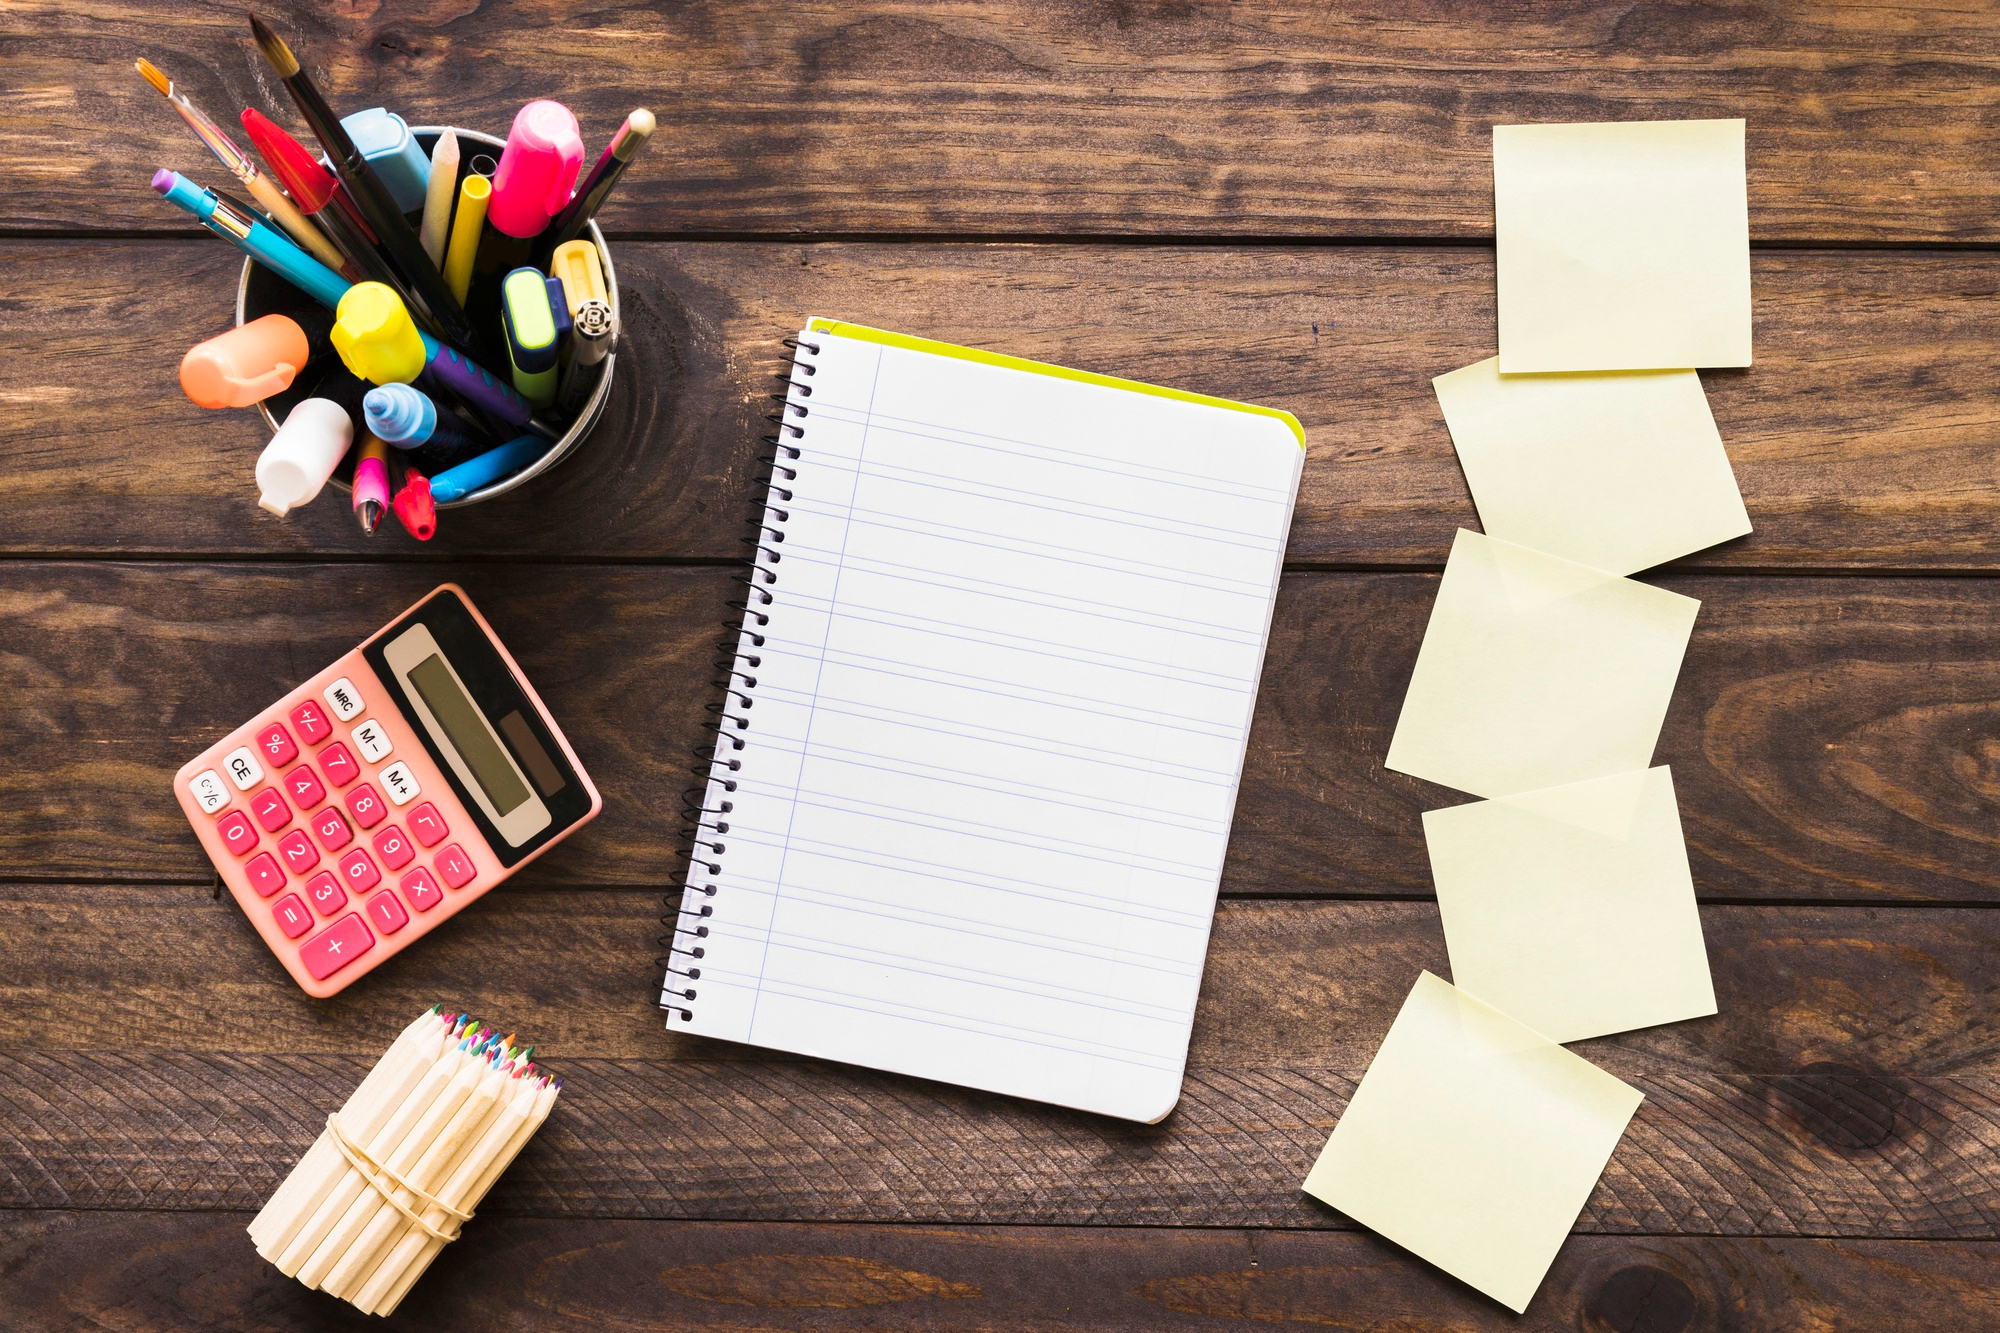 MRC M− M+ √ ÷
+/− 7 8 9 ×
% 4 5 6 −
CE 1 2 3 +
0 · =